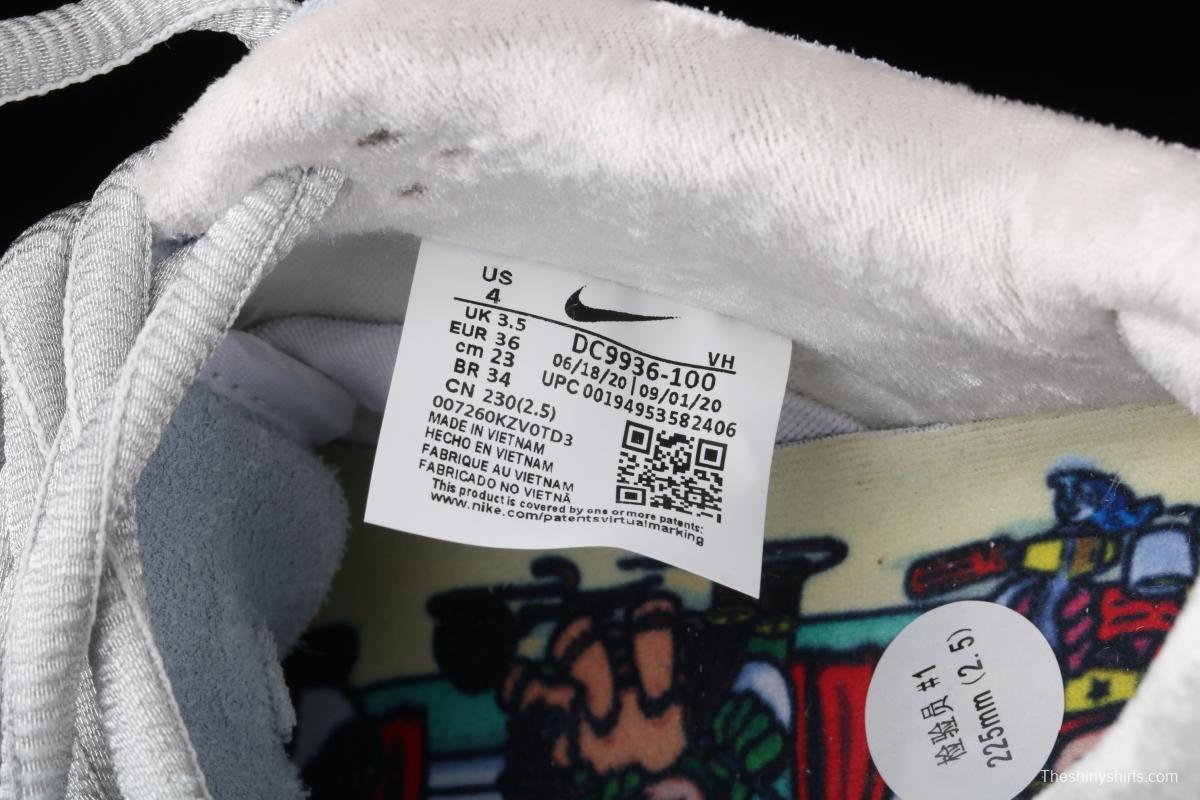 US
4
UK 3.5
EUR 36
cm 23
BR 34
CN 230(2.5)
VH
DC9936-100
06/18/20|09/01/20
UPC 00194953582406
007260KZV0TD3
MADE IN VIETNAM
HECHO EN VIETNAM
FABRIQUE AU VIETNAM
FABRICADO NO VIETNÃ
This product is covered by one or more patents;
www.nike.com/patentsvirtualmarking
检验员 #1
225mm (2.5)
Theshinyshirts.com